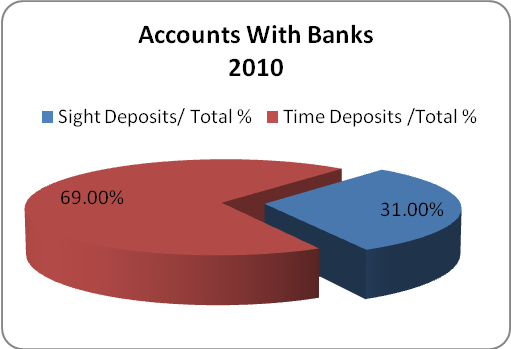 Accounts With Banks
2010
Sight Deposits/ Total % Time Deposits /Total %
69.00%
31.00%